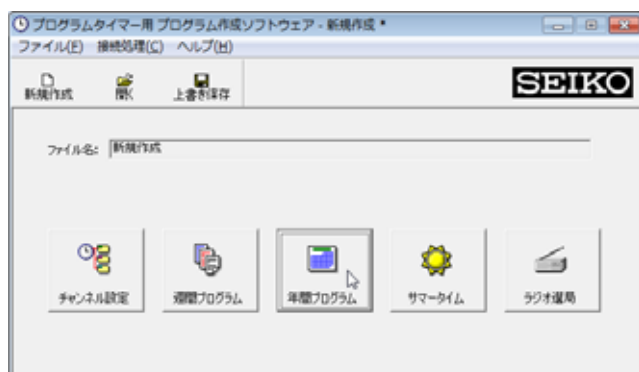 プログラムタイマー用 プログラム作成ソフトウェア - 新規作成 *
ファイル(F) 接続処理(C) ヘルプ(H)
新規作成 開く 上書き保存
SEIKO
ファイル名: 新規作成
チャンネル設定 週間プログラム 年間プログラム サマータイム ラジオ選局